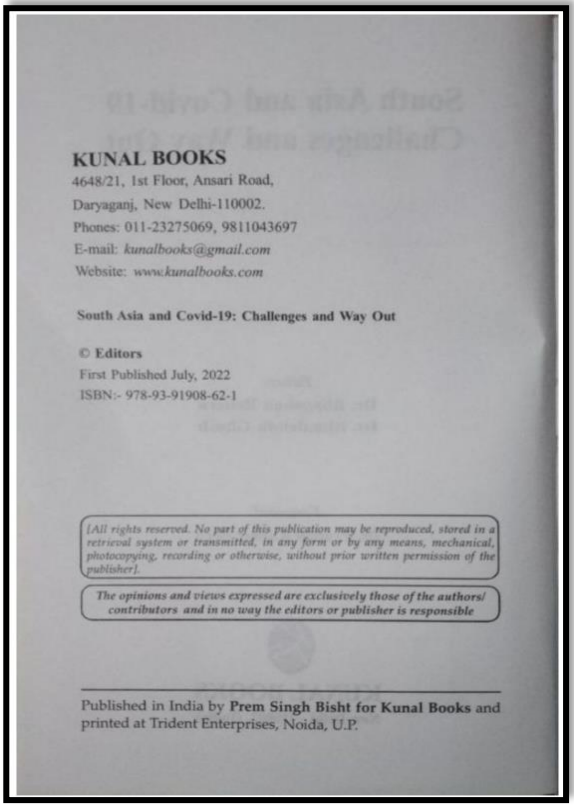 KUNAL BOOKS
4648/21, 1st Floor, Ansari Road,
Daryaganj, New Delhi-110002.
Phones: 011-23275069, 9811043697
E-mail: kunalbooks@gmail.com
Website: www.kunalbooks.com
South Asia and Covid-19: Challenges and Way Out
© Editors
First Published July, 2022
ISBN:- 978-93-91908-62-1
[All rights reserved. No part of this publication may be reproduced, stored in a
retrieval system or transmitted, in any form or by any means, mechanical,
photocopying, recording or otherwise, without prior written permission of the
publisher].
The opinions and views expressed are exclusively those of the authors/
contributors and in no way the editors or publisher is responsible
Published in India by Prem Singh Bisht for Kunal Books and
printed at Trident Enterprises, Noida, U.P.